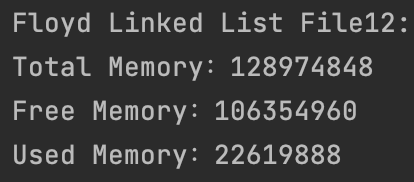 Floyd Linked List File12:
Total Memory: 128974848
Free Memory: 106354960
Used Memory: 22619888